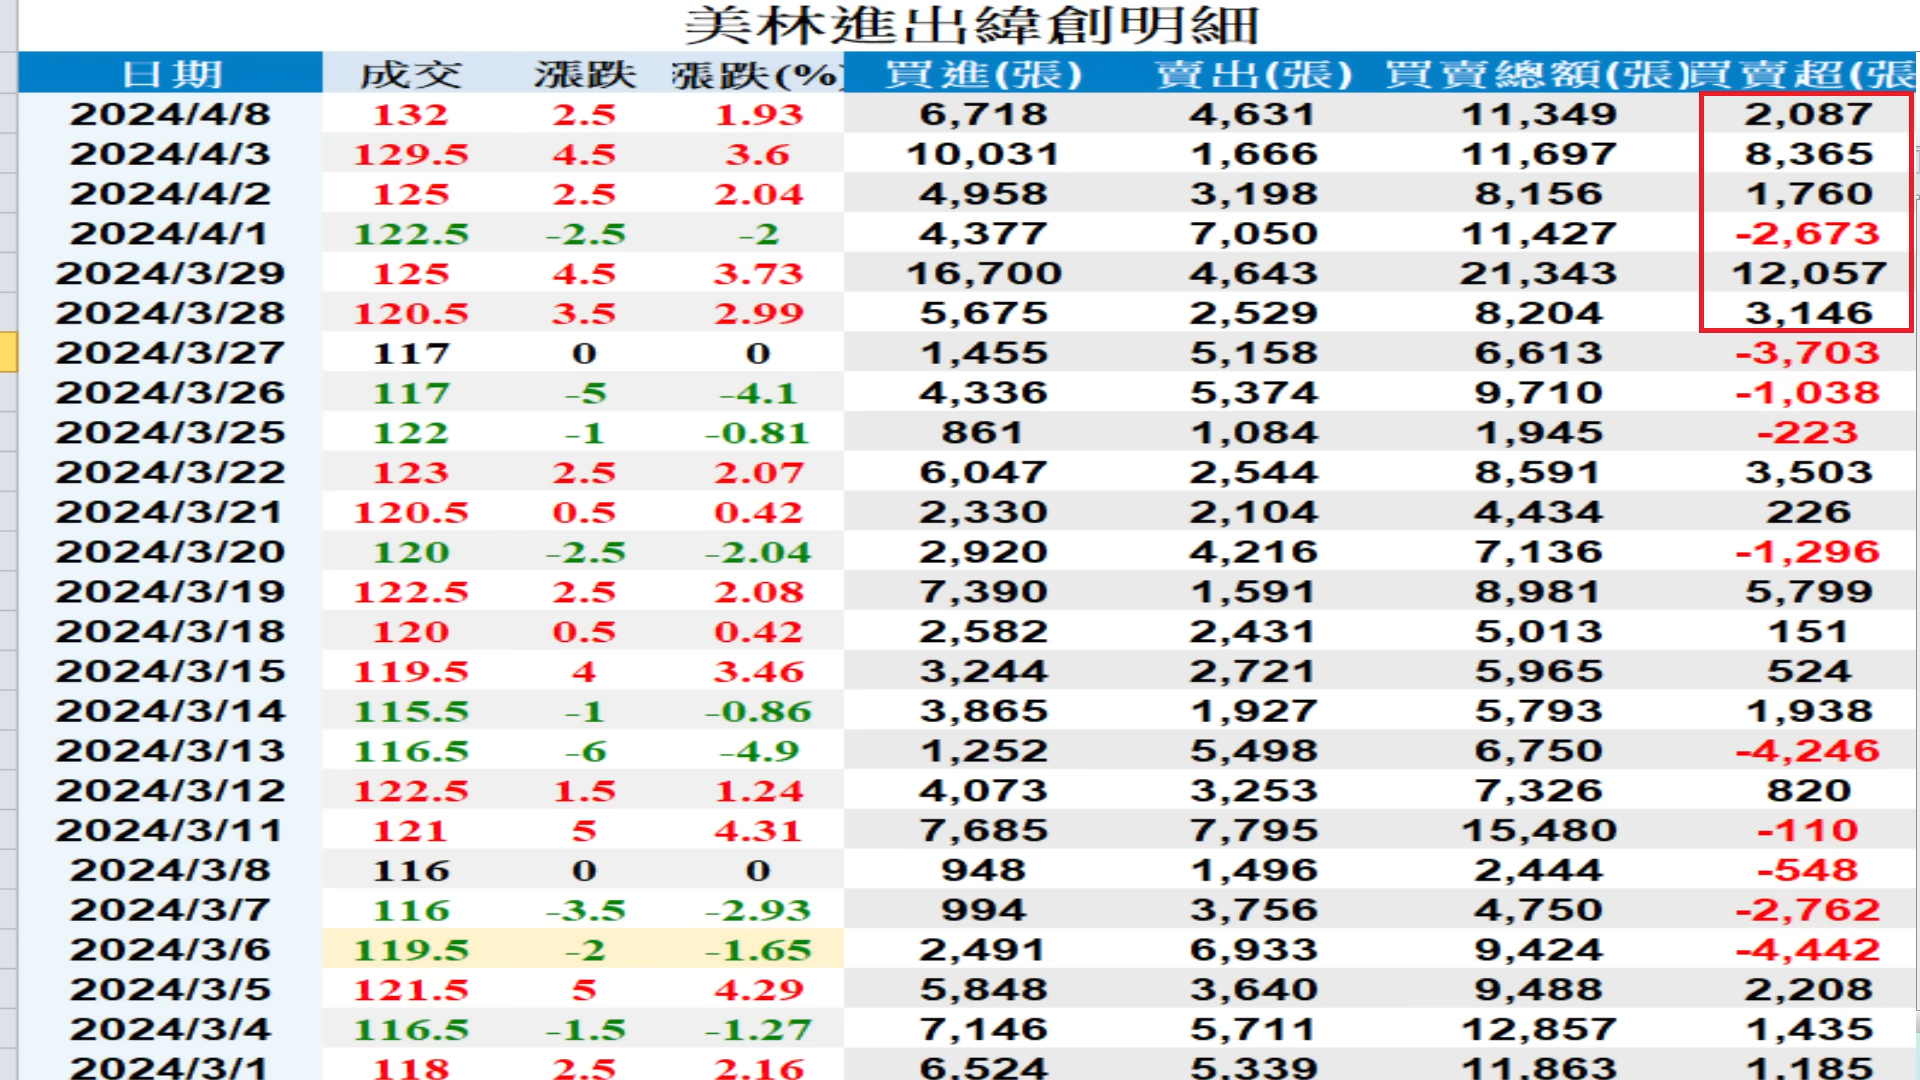 美林進出緯創明細
日期 成交 漲跌 漲跌(%) 買進(張) 賣出(張) 買賣總額(張) 買賣超(張
2024/4/8 132 2.5 1.93 6,718 4,631 11,349 2,087
2024/4/3 129.5 4.5 3.6 10,031 1,666 11,697 8,365
2024/4/2 125 2.5 2.04 4,958 3,198 8,156 1,760
2024/4/1 122.5 -2.5 -2 4,377 7,050 11,427 -2,673
2024/3/29 125 4.5 3.73 16,700 4,643 21,343 12,057
2024/3/28 120.5 3.5 2.99 5,675 2,529 8,204 3,146
2024/3/27 117 0 0 1,455 5,158 6,613 -3,703
2024/3/26 117 -5 -4.1 4,336 5,374 9,710 -1,038
2024/3/25 122 -1 -0.81 861 1,084 1,945 -223
2024/3/22 123 2.5 2.07 6,047 2,544 8,591 3,503
2024/3/21 120.5 0.5 0.42 2,330 2,104 4,434 226
2024/3/20 120 -2.5 -2.04 2,920 4,216 7,136 -1,296
2024/3/19 122.5 2.5 2.08 7,390 1,591 8,981 5,799
2024/3/18 120 0.5 0.42 2,582 2,431 5,013 151
2024/3/15 119.5 4 3.46 3,244 2,721 5,965 524
2024/3/14 115.5 -1 -0.86 3,865 1,927 5,793 1,938
2024/3/13 116.5 -6 -4.9 1,252 5,498 6,750 -4,246
2024/3/12 122.5 1.5 1.24 4,073 3,253 7,326 820
2024/3/11 121 5 4.31 7,685 7,795 15,480 -110
2024/3/8 116 0 0 948 1,496 2,444 -548
2024/3/7 116 -3.5 -2.93 994 3,756 4,750 -2,762
2024/3/6 119.5 -2 -1.65 2,491 6,933 9,424 -4,442
2024/3/5 121.5 5 4.29 5,848 3,640 9,488 2,208
2024/3/4 116.5 -1.5 -1.27 7,146 5,711 12,857 1,435
2024/3/1 118 2.5 2.16 6,524 5,339 11,863 1,185